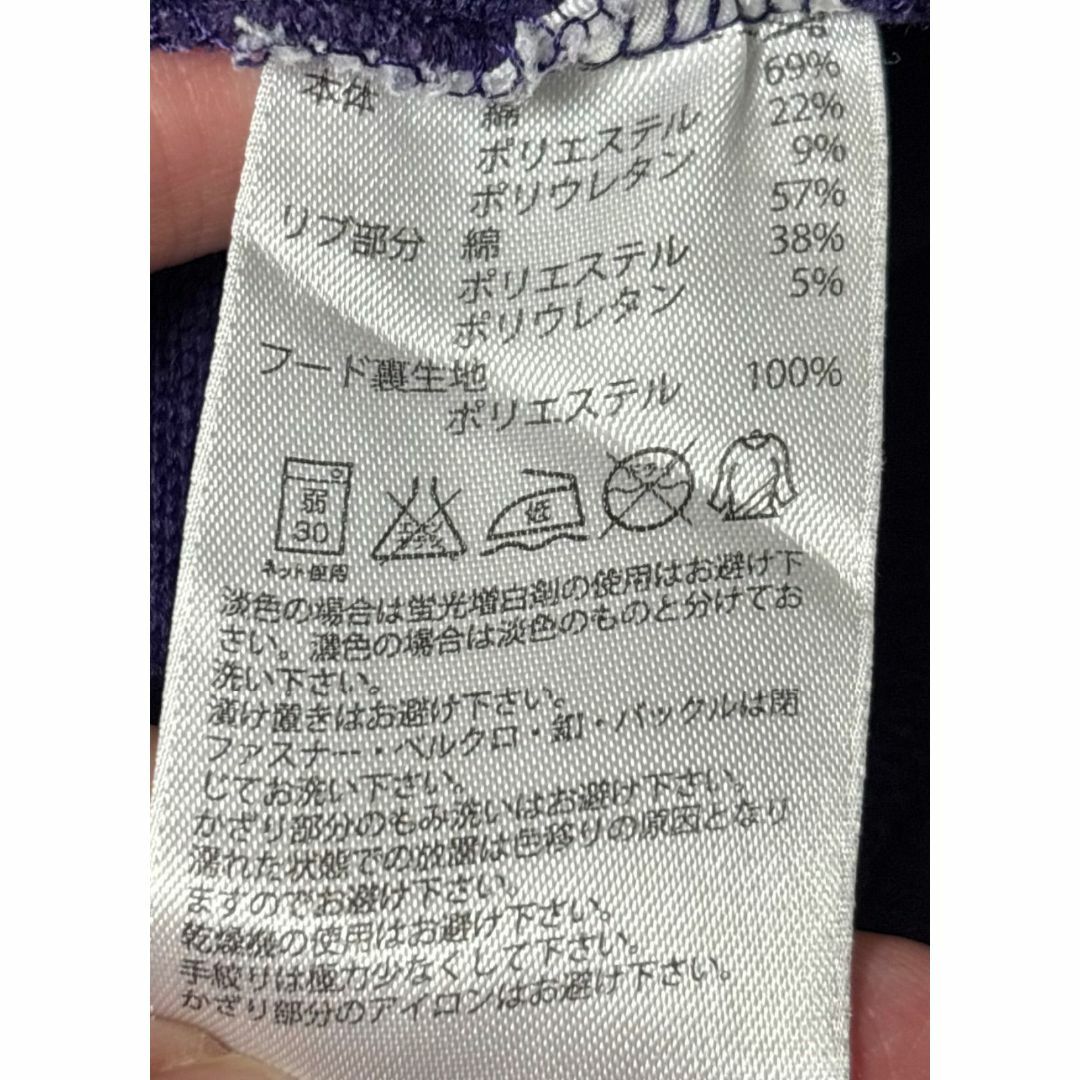 本体 綿 69%
ポリエステル 22%
ポリウレタン 9%
リブ部分 綿 57%
ポリエステル 38%
ポリウレタン 5%
フード裏生地
ポリエステル 100%
弱
30
エンソ
サラシ
低
ドライ
ネット使用
淡色の場合は蛍光増白剤の使用はお避け下
さい。濃色の場合は淡色のものと分けてお
洗い下さい。
漬け置きはお避け下さい。
ファスナー・ベルクロ・釦・バックルは閉
じてお洗い下さい。
かざり部分のもみ洗いはお避け下さい。
濡れた状態での放置は色移りの原因となり
ますのでお避け下さい。
乾燥機の使用はお避け下さい。
手絞りは極力少なくして下さい。
かざり部分のアイロンはお避け下さい。